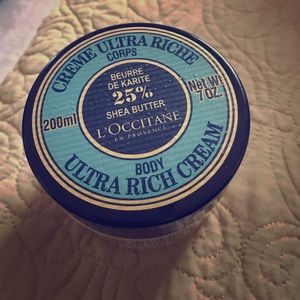 CREME ULTRA RICHE
CORPS
BEURRE
DE KARITE
25%
SHEA BUTTER
200ml
NET WT.
7 OZ.
L'OCCITANE
EN PROVENCE
BODY
ULTRA RICH CREAM